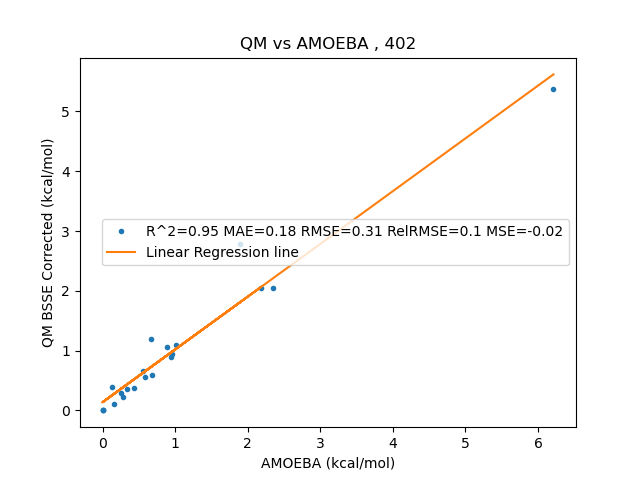 QM vs AMOEBA , 402
QM BSSE Corrected (kcal/mol)
5
4
3
2
1
0
R^2=0.95 MAE=0.18 RMSE=0.31 RelRMSE=0.1 MSE=-0.02
Linear Regression line
0 1 2 3 4 5 6
AMOEBA (kcal/mol)